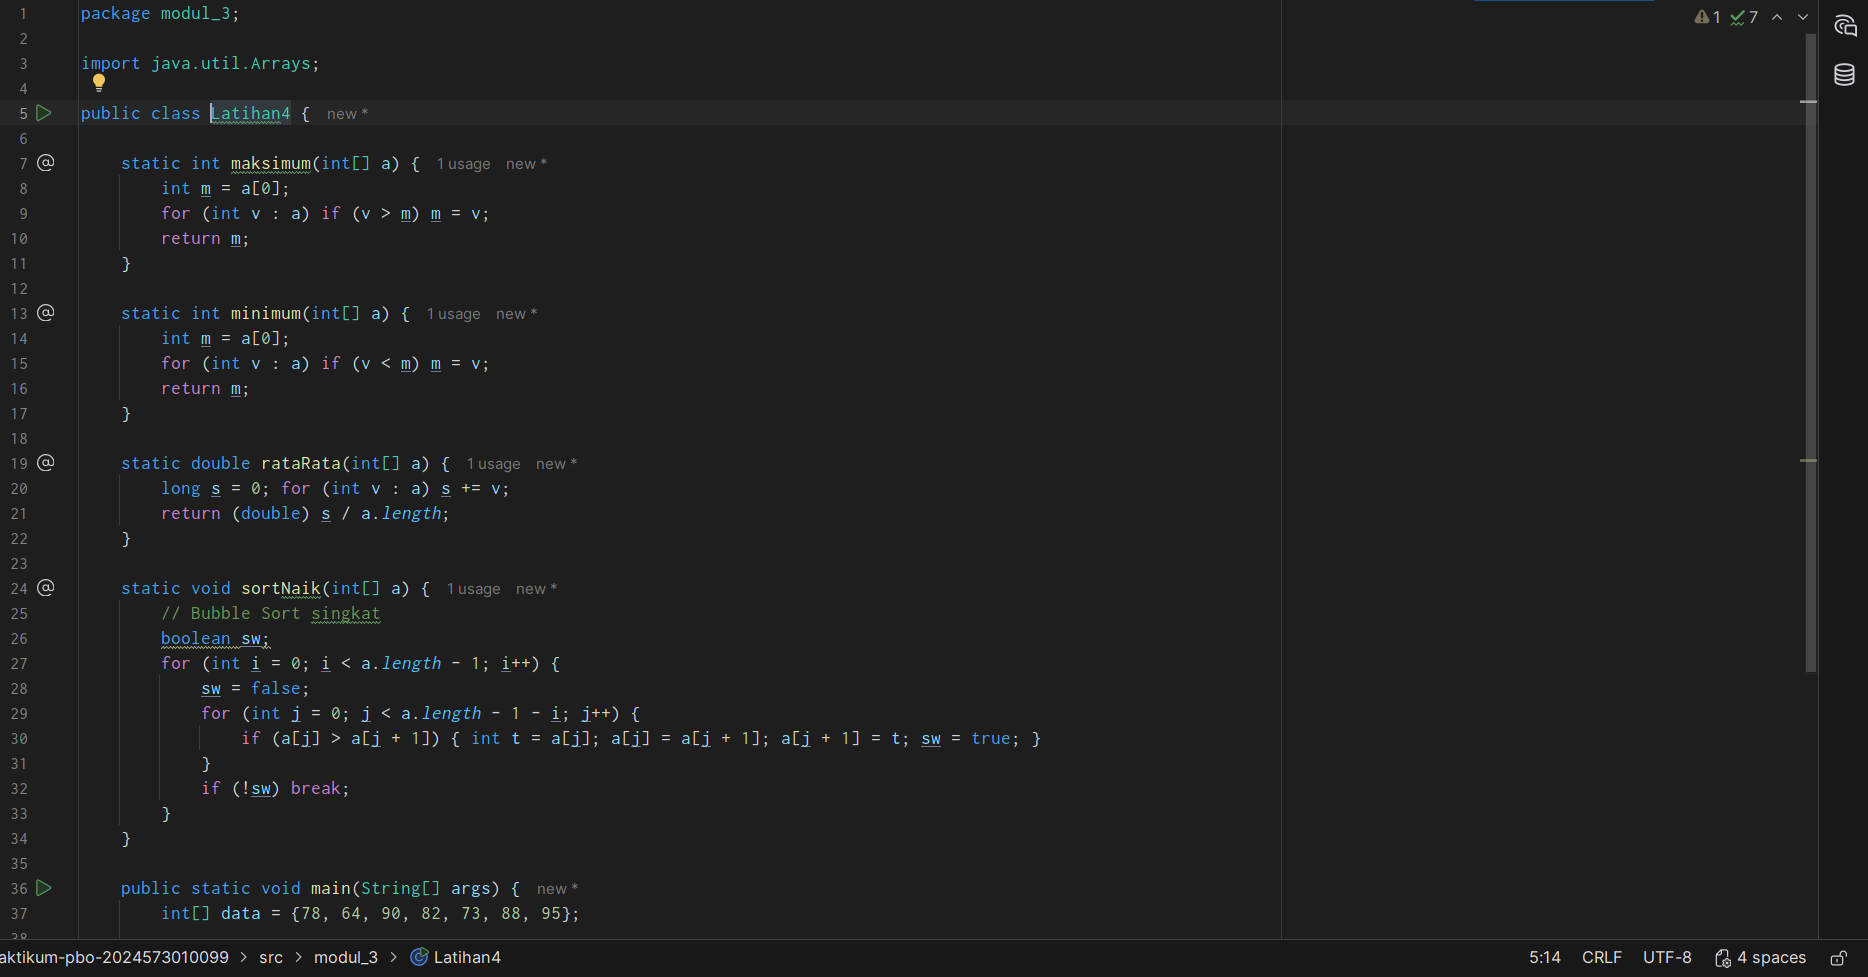 1 package modul_3;
⚠ 1 ✓ 7
2
3 import java.util.Arrays;
4
5 public class Latihan4 { new *
6
7 @ static int maksimum(int[] a) { 1 usage new *
8 int m = a[0];
9 for (int v : a) if (v > m) m = v;
10 return m;
11 }
12
13 @ static int minimum(int[] a) { 1 usage new *
14 int m = a[0];
15 for (int v : a) if (v < m) m = v;
16 return m;
17 }
18
19 @ static double rataRata(int[] a) { 1 usage new *
20 long s = 0; for (int v : a) s += v;
21 return (double) s / a.length;
22 }
23
24 @ static void sortNaik(int[] a) { 1 usage new *
25 // Bubble Sort singkat
26 boolean sw;
27 for (int i = 0; i < a.length - 1; i++) {
28 sw = false;
29 for (int j = 0; j < a.length - 1 - i; j++) {
30 if (a[j] > a[j + 1]) { int t = a[j]; a[j] = a[j + 1]; a[j + 1] = t; sw = true; }
31 }
32 if (!sw) break;
33 }
34 }
35
36 public static void main(String[] args) { new *
37 int[] data = {78, 64, 90, 82, 73, 88, 95};
38
aktikum-pbo-2024573010099 > src > modul_3 > Latihan4 5:14 CRLF UTF-8 4 spaces